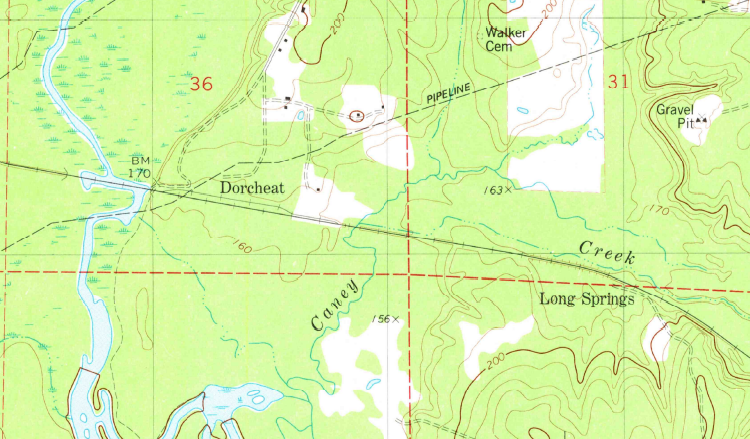 200
200
Walker
Cem
36
31
PIPELINE
Gravel
Pit
BM
170
Dorcheat
163
170
160
Creek
Caney
Long Springs
156
200